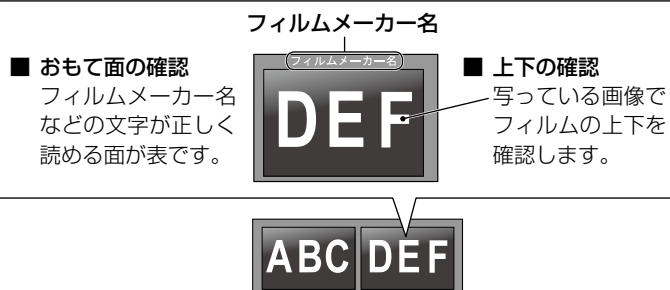 フィルムメーカー名
■ おもて面の確認
フィルムメーカー名
などの文字が正しく
読める面が表です。
フィルムメーカー名
DEF
■ 上下の確認
写っている画像で
フィルムの上下を
確認します。
ABC DEF